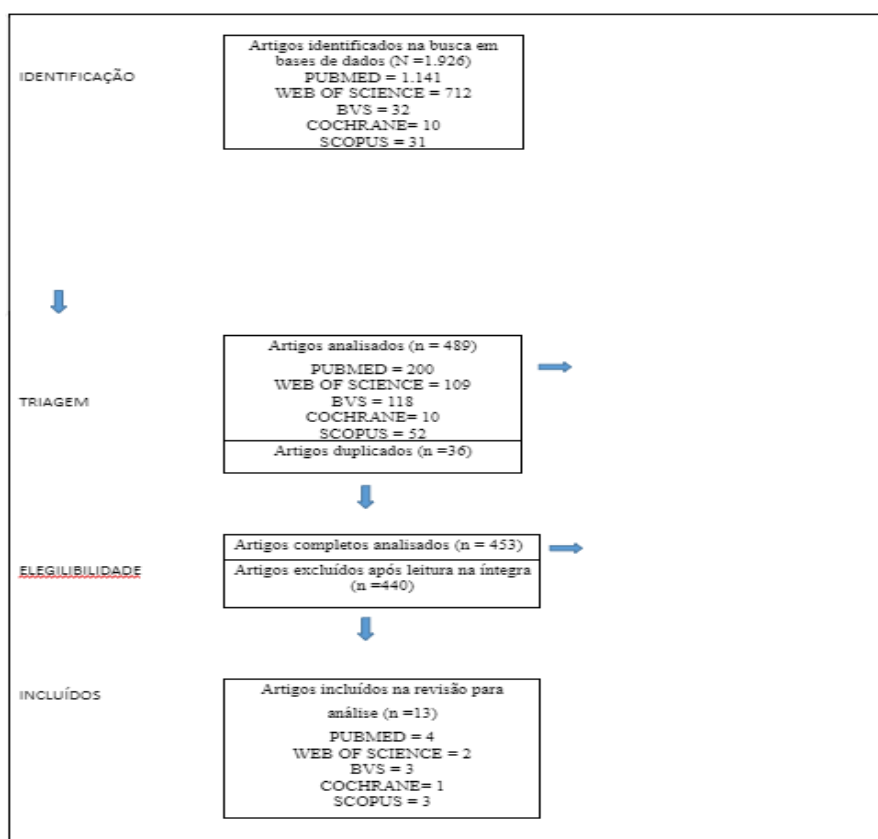 IDENTIFICAÇÃO
Artigos identificados na busca em
bases de dados (N =1.926)
PUBMED = 1.141
WEB OF SCIENCE = 712
BVS = 32
COCHRANE= 10
SCOPUS = 31
TRIAGEM
Artigos analisados (n = 489)
PUBMED = 200
WEB OF SCIENCE = 109
BVS = 118
COCHRANE= 10
SCOPUS = 52
Artigos duplicados (n =36)
ELEGILIBILIDADE
Artigos completos analisados (n = 453)
Artigos excluídos após leitura na íntegra
(n =440)
INCLUÍDOS
Artigos incluídos na revisão para
análise (n =13)
PUBMED = 4
WEB OF SCIENCE = 2
BVS = 3
COCHRANE= 1
SCOPUS = 3